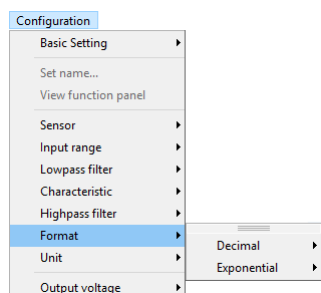 Configuration
Basic Setting
Set name...
View function panel
Sensor
Input range
Lowpass filter
Characteristic
Highpass filter
Format
Unit
Output voltage
Decimal
Exponential